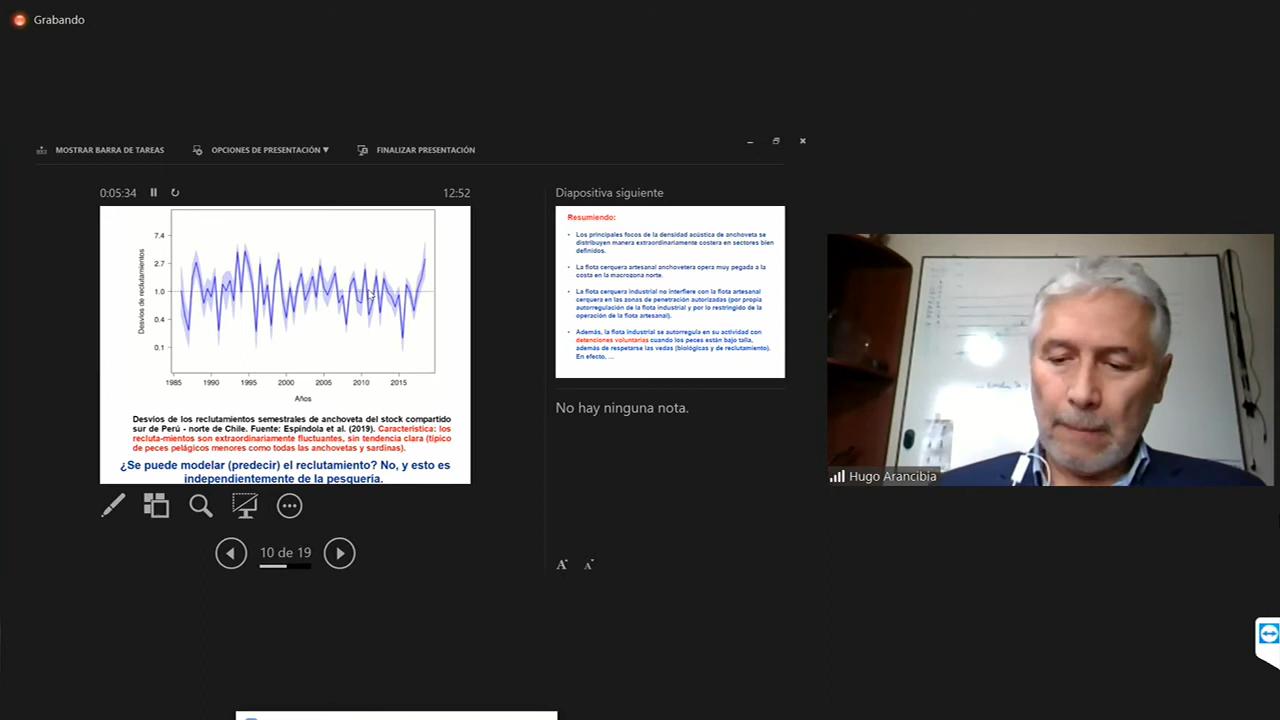 Grabando
MOSTRAR BARRA DE TAREAS
OPCIONES DE PRESENTACIÓN ▼
FINALIZAR PRESENTACIÓN
0:05:34
12:52
Diapositiva siguiente
7.4
2.7
1.0
0.4
0.1
Desvíos de reclutamientos
1985 1990 1995 2000 2005 2010 2015
Años
Desvíos de los reclutamientos semestrales de anchoveta del stock compartido
sur de Perú - norte de Chile. Fuente: Espíndola et al. (2019). Característica: los
recluta-mientos son extraordinariamente fluctuantes, sin tendencia clara (típico
de peces pelágicos menores como todas las anchovetas y sardinas).
¿Se puede modelar (predecir) el reclutamiento? No, y esto es
independientemente de la pesquería.
Resumiendo:
• Los principales focos de la densidad acústica de anchoveta se
distribuyen manera extraordinariamente costera en sectores bien
definidos.
• La flota cerquera artesanal anchovetera opera muy pegada a la
costa en la macrozona norte.
• La flota cerquera industrial no interfiere con la flota artesanal
cerquera en las zonas de penetración autorizadas (por propia
autorregulación de la flota industrial y por lo restringido de la
operación de la flota artesanal).
• Además, la flota industrial se autorregula en su actividad con
detenciones voluntarias cuando los peces están bajo talla,
además de respetarse las vedas (biológicas y de reclutamiento).
En efecto, ...
No hay ninguna nota.
10 de 19
A A
Hugo Arancibia